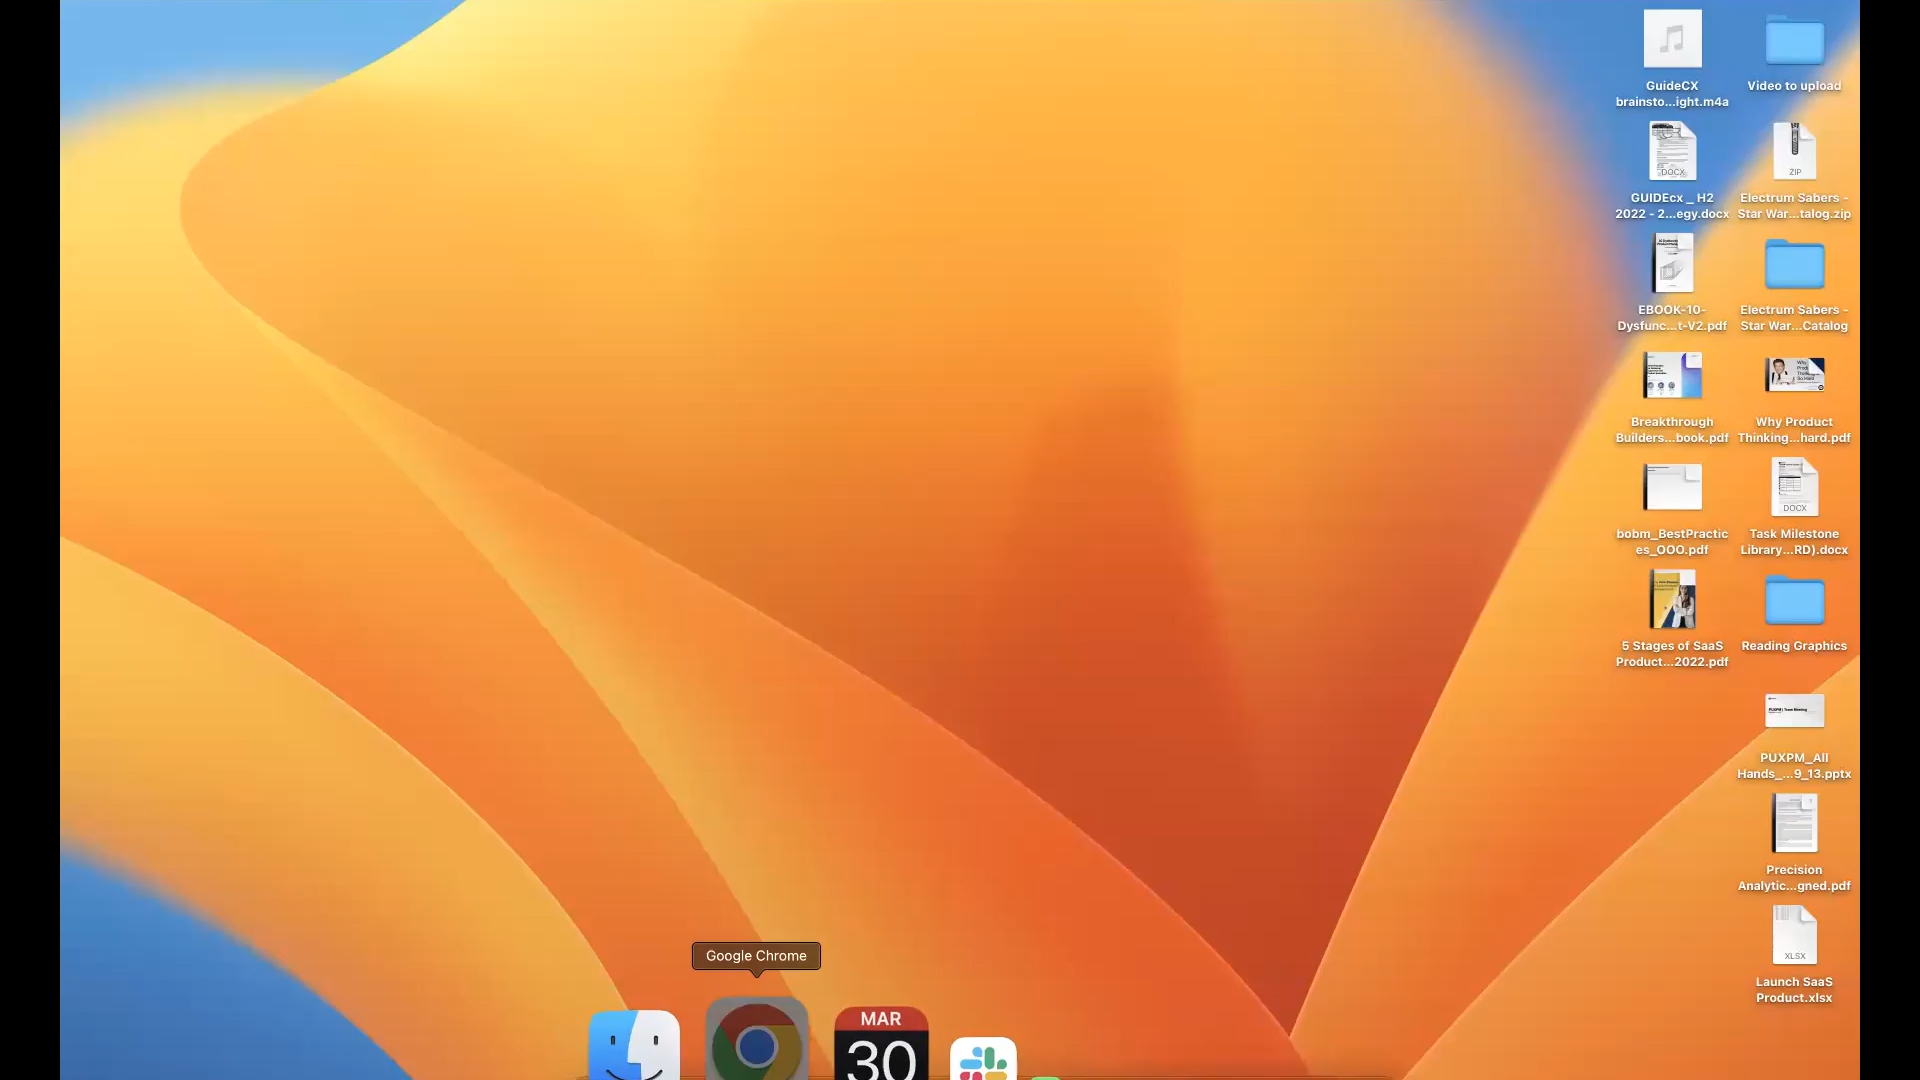 GuideCX
brainsto...ight.m4a
Video to upload
DOCX
GUIDEcx _ H2
2022 - 2...egy.docx
ZIP
Electrum Sabers -
Star War...talog.zip
EBOOK-10-
Dysfunc...t-V2.pdf
Electrum Sabers -
Star War...Catalog
Breakthrough
Builders...book.pdf
Why Product
Thinking...hard.pdf
bobm_BestPractic
es_OOO.pdf
DOCX
Task Milestone
Library...RD).docx
5 Stages of SaaS
Product...2022.pdf
Reading Graphics
PUXPM_All
Hands_...9_13.pptx
Precision
Analytic...gned.pdf
XLSX
Launch SaaS
Product.xlsx
Google Chrome
MAR
30